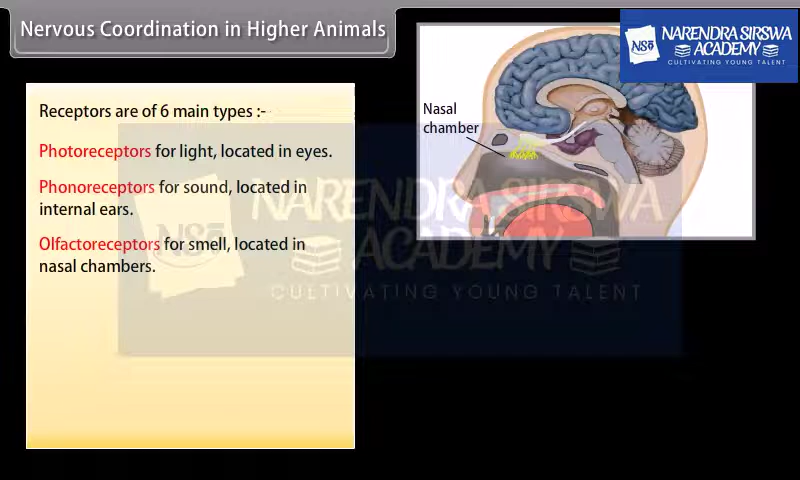 Nervous Coordination in Higher Animals
NARENDRA SIRSWA
ACADEMY
CULTIVATING YOUNG TALENT
Receptors are of 6 main types :-
Photoreceptors for light, located in eyes.
Phonoreceptors for sound, located in
internal ears.
Olfactoreceptors for smell, located in
nasal chambers.
Nasal
chamber
NARENDRA SIRSWA
ACADEMY
CULTIVATING YOUNG TALENT